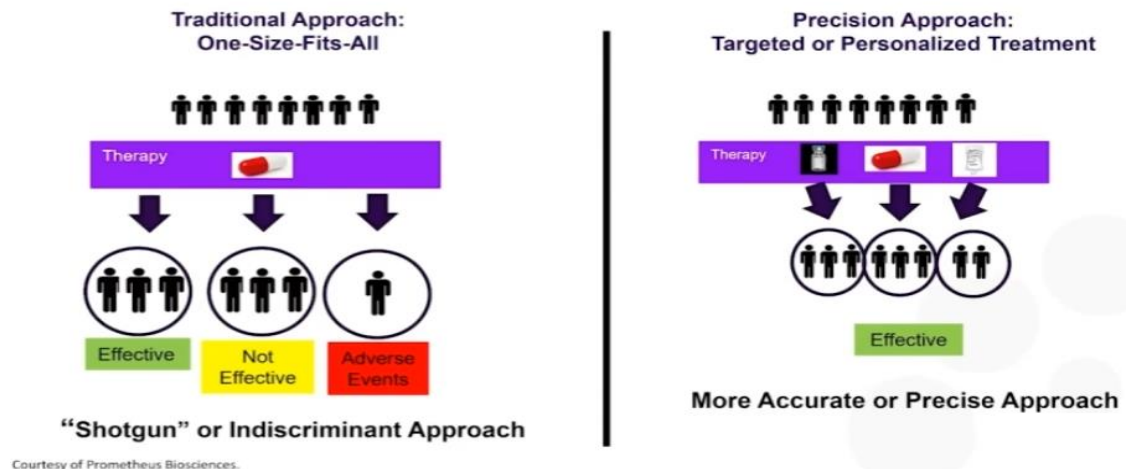 Traditional Approach:
One-Size-Fits-All
Therapy
Effective
Not
Effective
Adverse
Events
“Shotgun” or Indiscriminant Approach
Courtesy of Prometheus Biosciences.
Precision Approach:
Targeted or Personalized Treatment
Therapy
Effective
More Accurate or Precise Approach